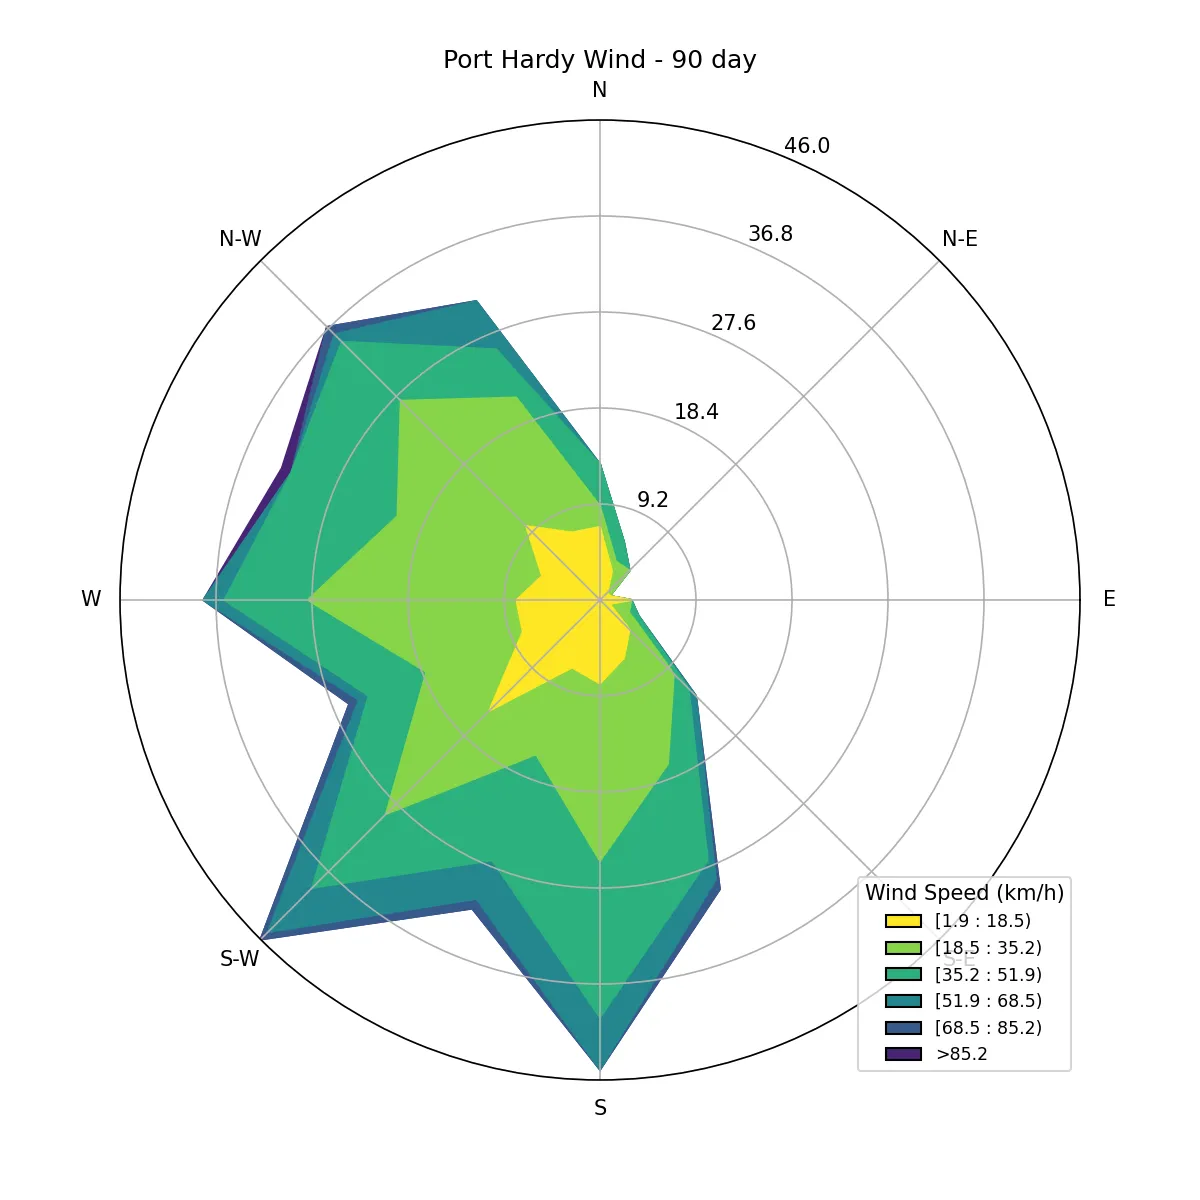 Port Hardy Wind - 90 day
N
46.0
N-W
36.8
N-E
27.6
18.4
9.2
W
E
Wind Speed (km/h)
[1.9 : 18.5)
[18.5 : 35.2)
S-W
S-E
[35.2 : 51.9)
[51.9 : 68.5)
[68.5 : 85.2)
>85.2
S